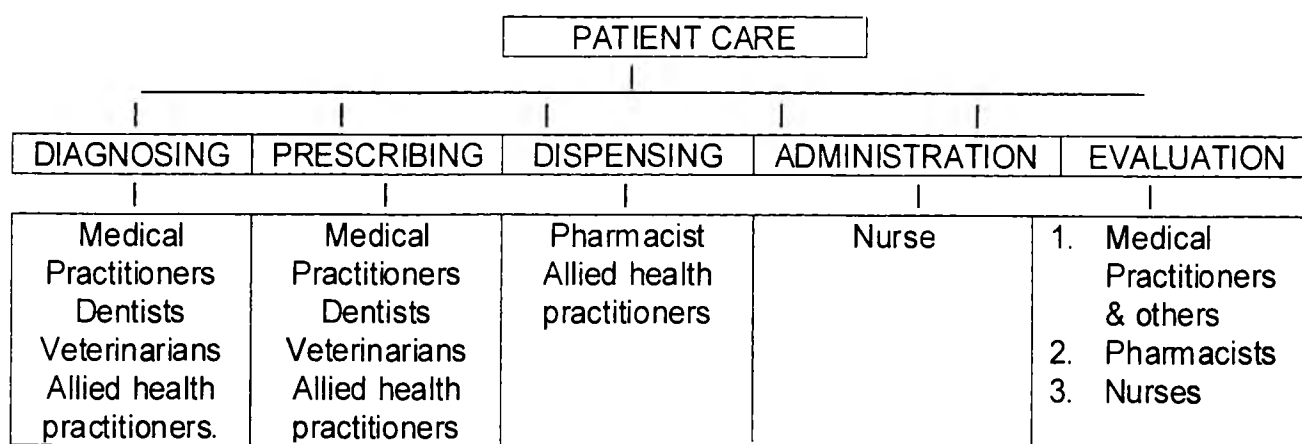 PATIENT CARE
DIAGNOSING
PRESCRIBING
DISPENSING
ADMINISTRATION
EVALUATION
Medical
Practitioners
Dentists
Veterinarians
Allied health
practitioners.
Medical
Practitioners
Dentists
Veterinarians
Allied health
practitioners
Pharmacist
Allied health
practitioners
Nurse
1. Medical
Practitioners
& others
2. Pharmacists
3. Nurses